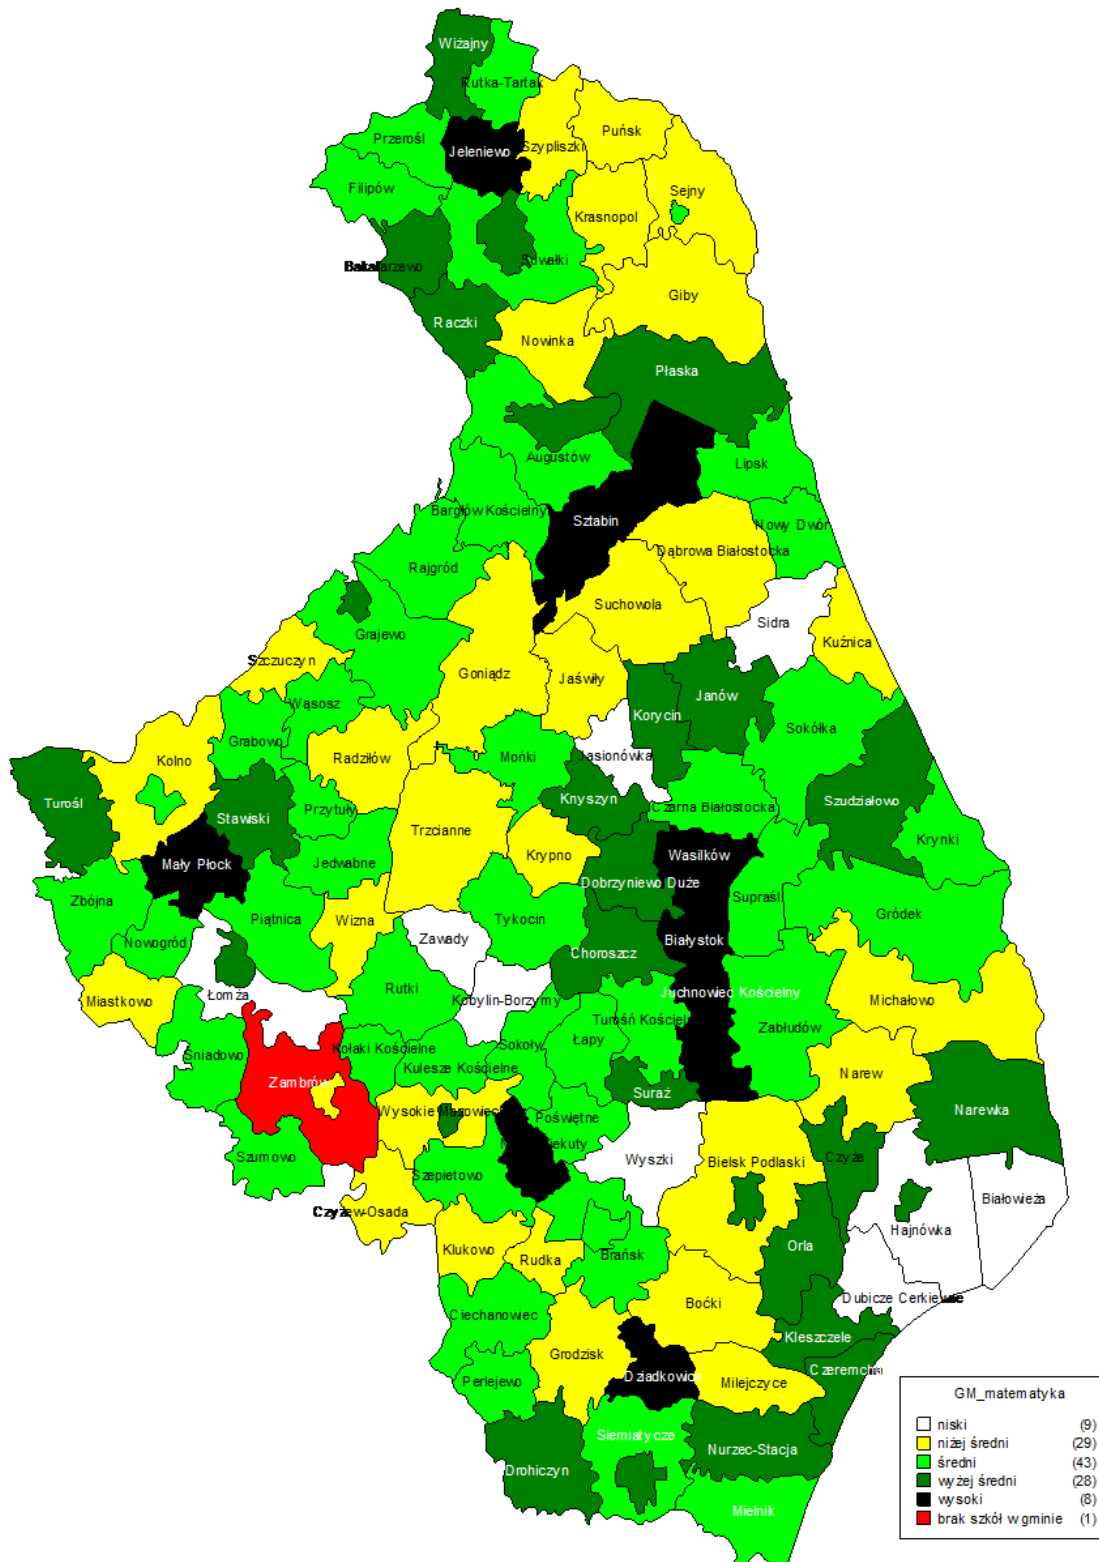 Wiżajny
Rutka-Tartak
Przerośl
Jeleniewo
Szypliszki
Puńsk
Filipów
Sejny
Krasnopol
Suwałki
Giby
Raczki
Nowinka
Płaska
Augustów
Lipsk
Bargłów Kościelny
Sztabin
Nowy Dwór
Dąbrowa Białostocka
Rajgród
Suchowola
Sidra
Grajewo
Kuźnica
Szczuczyn
Goniądz
Jaświły
Wąsosz
Janów
Korycin
Sokółka
Grabowo
Kolno
Radziłów
Mońki
Jasionówka
Turośl
Stawiski
Przytuły
Knyszyn
Czarna Białostocka
Szudziałowo
Trzcianne
Krynki
Mały Płock
Jedwabne
Krypno
Wasilków
Dobrzyniewo Duże
Zbójna
Supraśl
Gródek
Nowogród
Piątnica
Wizna
Tykocin
Zawady
Białystok
Choroszcz
Miastkowo
Łomża
Rutki
Kobylin-Borzymy
Juchnowiec Kościelny
Michałowo
Zabłudów
Śniadowo
Kołaki Kościelne
Sokoły
Łapy
Kulesze Kościelne
Zambrów
Suraż
Narew
Narewka
Poświętne
Szumowo
Wyszki
Bielsk Podlaski
Czyże
Szepietowo
Białowieża
Czyżew-Osada
Hajnówka
Klukowo
Rudka
Brańsk
Orla
Dubicze Cerkiewne
Boćki
Ciechanowiec
Kleszczele
Grodzisk
Czeremcha
Dziadkowice
Perlejewo
Milejczyce
Siemiatycze
Nurzec-Stacja
Drohiczyn
Mielnik
GM_matematyka
niski (9)
niżej średni (29)
średni (43)
wyżej średni (28)
wysoki (8)
brak szkół w gminie (1)